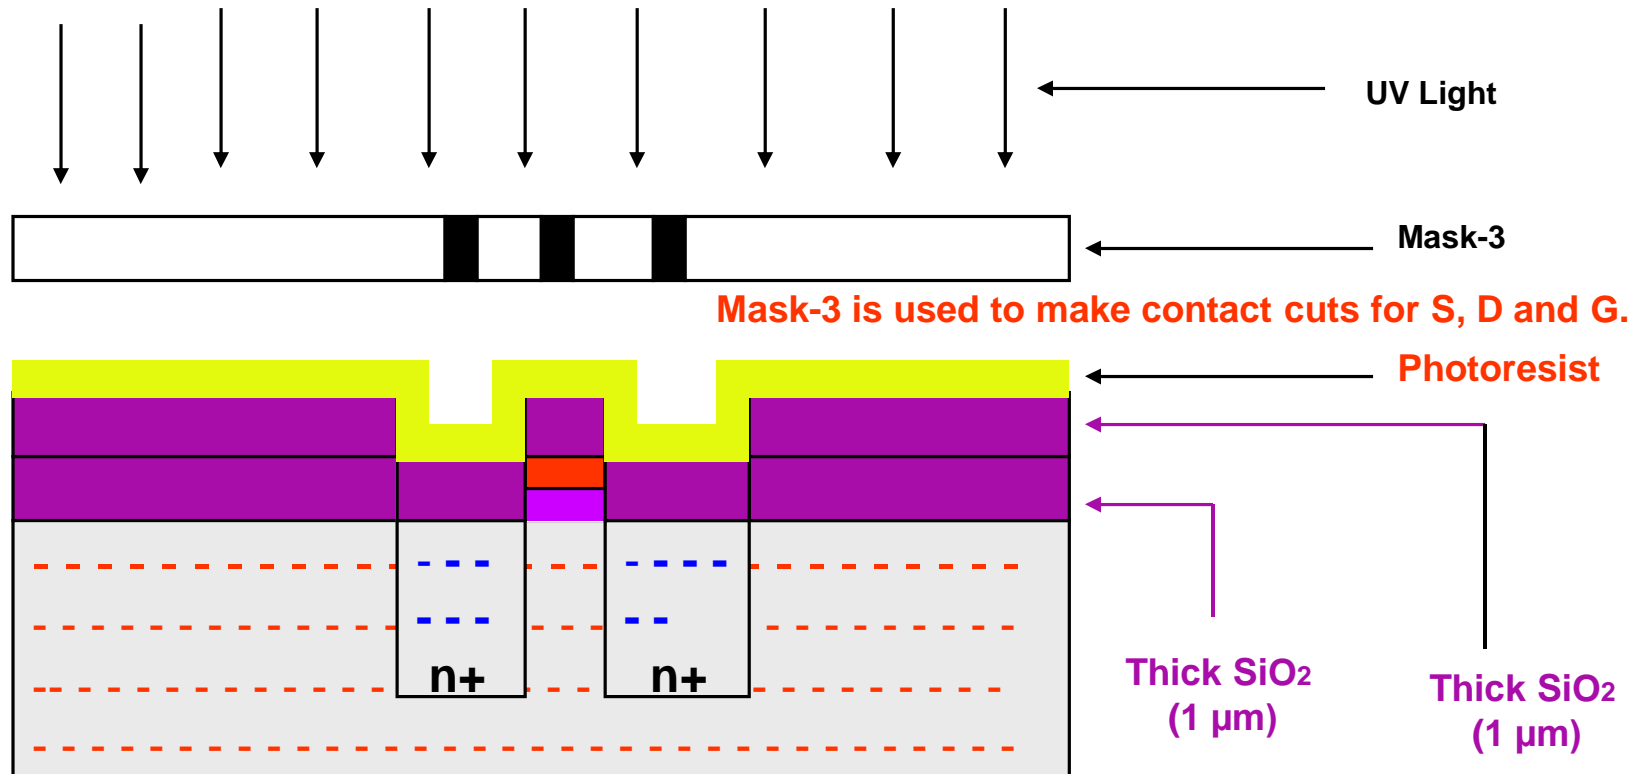 UV Light
Mask-3
Mask-3 is used to make contact cuts for S, D and G.
Photoresist
n+
n+
Thick SiO2
(1 µm)
Thick SiO2
(1 µm)